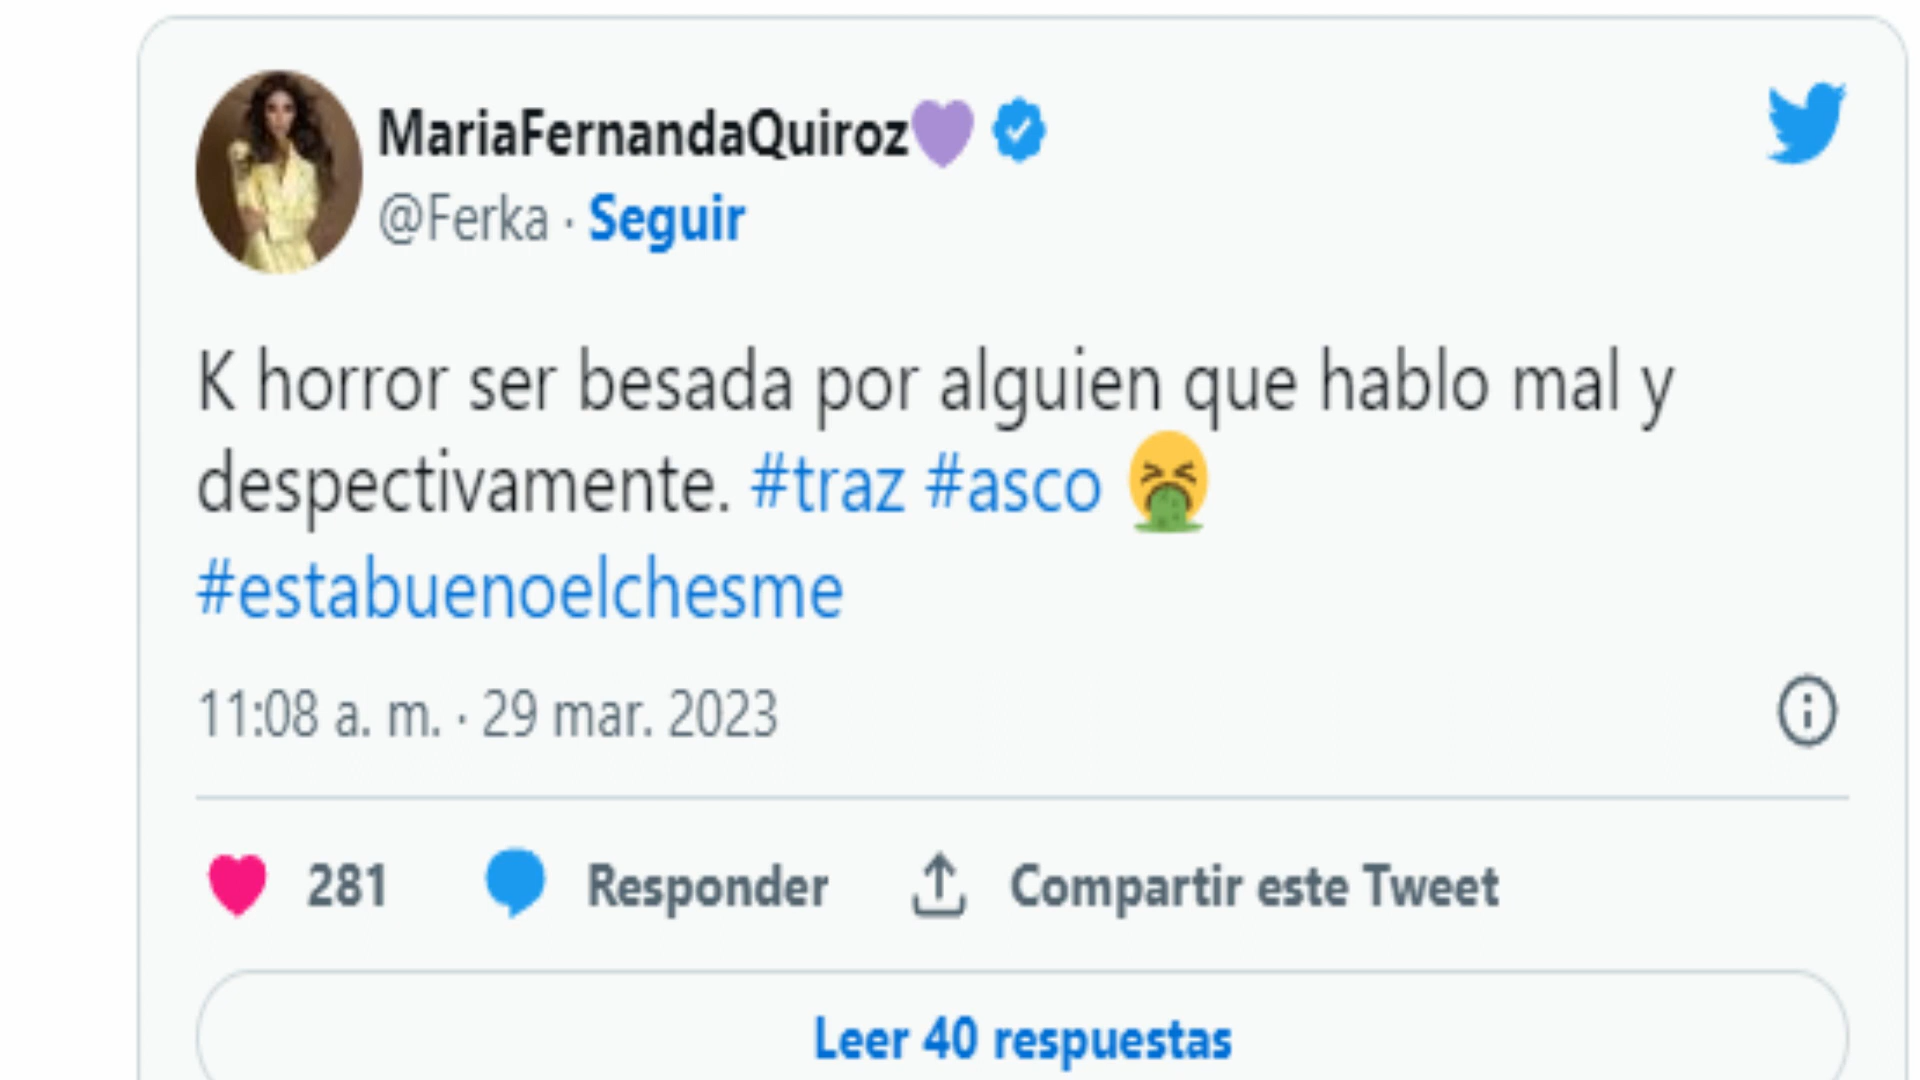 MariaFernandaQuiroz💜
@Ferka · Seguir
K horror ser besada por alguien que hablo mal y
despectivamente. #traz #asco 🤮
#estabuenoelchesme
11:08 a. m. · 29 mar. 2023
281 Responder Compartir este Tweet
Leer 40 respuestas